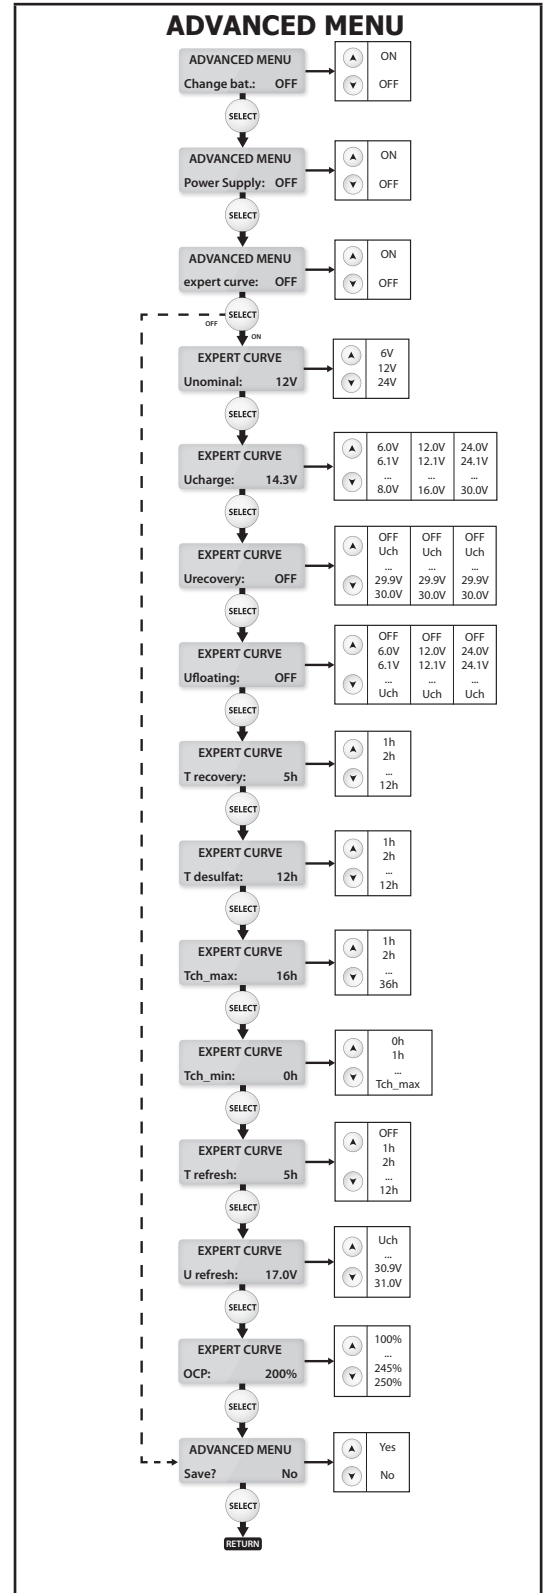 ADVANCED MENU
ADVANCED MENU
Change bat.: OFF
ON
OFF
SELECT
ADVANCED MENU
Power Supply: OFF
ON
OFF
SELECT
ADVANCED MENU
expert curve: OFF
ON
OFF
SELECT
OFF
ON
EXPERT CURVE
Unominal: 12V
6V
12V
24V
SELECT
EXPERT CURVE
Ucharge: 14.3V
6.0V 12.0V 24.0V
6.1V 12.1V 24.1V
... ... ...
8.0V 16.0V 30.0V
SELECT
EXPERT CURVE
Urecovery: OFF
OFF OFF OFF
Uch Uch Uch
... ... ...
29.9V 29.9V 29.9V
30.0V 30.0V 30.0V
SELECT
EXPERT CURVE
Ufloating: OFF
OFF OFF OFF
6.0V 12.0V 24.0V
6.1V 12.1V 24.1V
... ... ...
Uch Uch Uch
SELECT
EXPERT CURVE
T recovery: 5h
1h
2h
...
12h
SELECT
EXPERT CURVE
T desulfat: 12h
1h
2h
...
12h
SELECT
EXPERT CURVE
Tch_max: 16h
1h
2h
...
36h
SELECT
EXPERT CURVE
Tch_min: 0h
0h
1h
...
Tch_max
SELECT
EXPERT CURVE
T refresh: 5h
OFF
1h
2h
...
12h
SELECT
EXPERT CURVE
U refresh: 17.0V
Uch
...
30.9V
31.0V
SELECT
EXPERT CURVE
OCP: 200%
100%
...
245%
250%
SELECT
ADVANCED MENU
Save? No
Yes
No
SELECT
RETURN